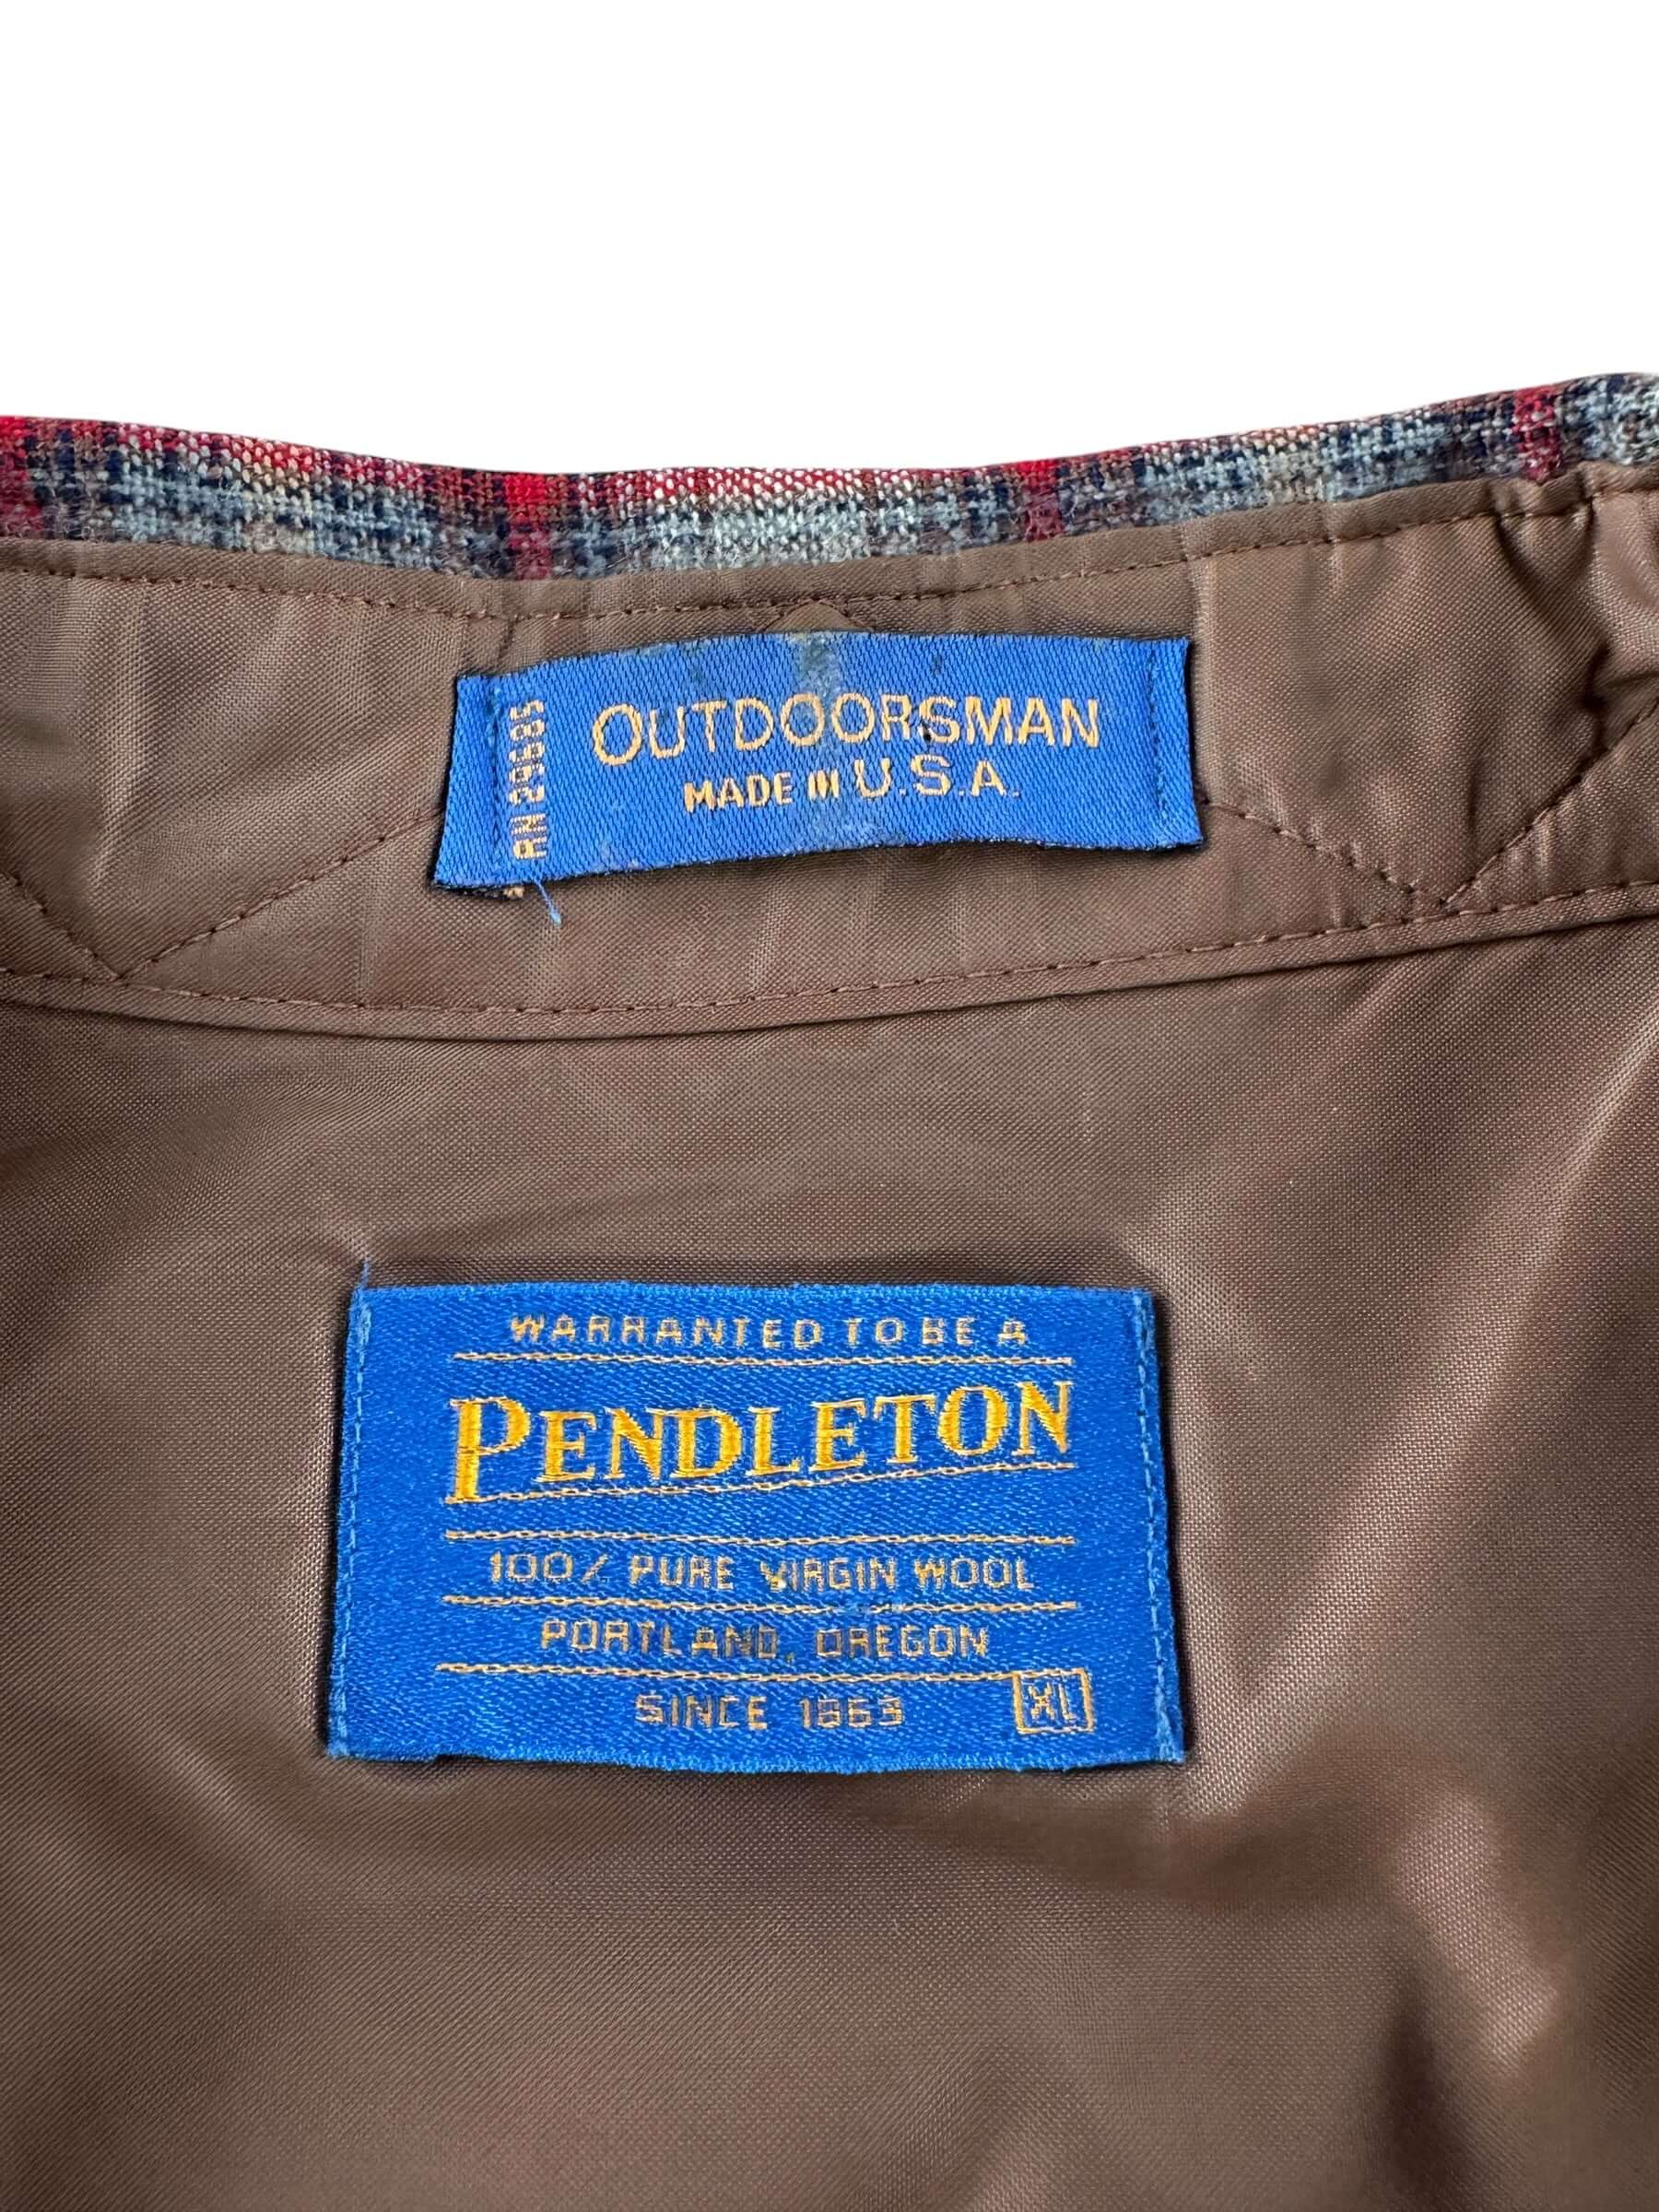 OUTDOORSMAN
MADE IN U.S.A.
RN 29685
WARRANTED TO BE A
PENDLETON
100% PURE VIRGIN WOOL
PORTLAND, OREGON
SINCE 1863
XL